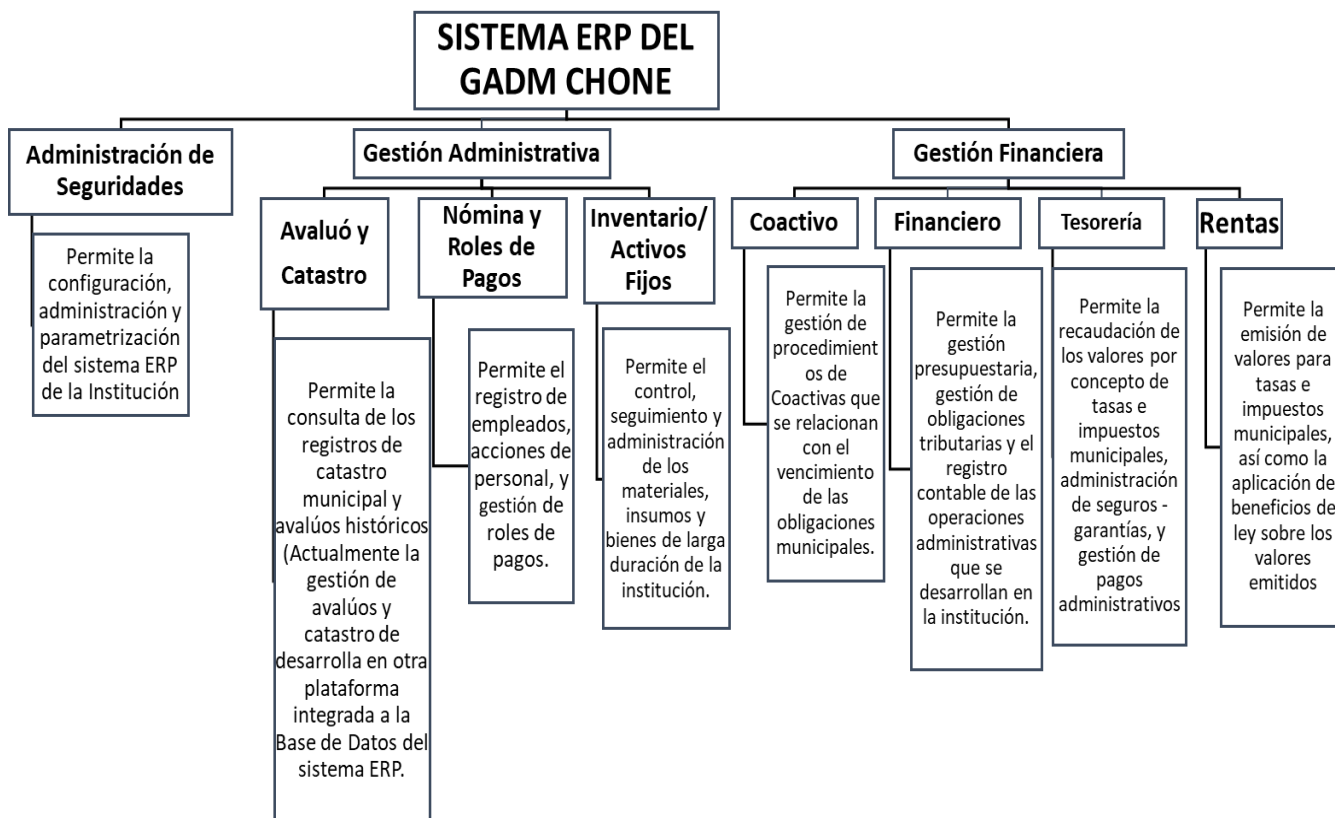 SISTEMA ERP DEL
GADM CHONE
Administración de
Seguridades
Permite la
configuración,
administración y
parametrización
del sistema ERP
de la Institución
Gestión Administrativa
Avaluó y
Catastro
Permite la
consulta de los
registros de
catastro
municipal y
avalúos históricos
(Actualmente la
gestión de
avalúos y
catastro de
desarrolla en otra
plataforma
integrada a la
Base de Datos del
sistema ERP.
Nómina y
Roles de
Pagos
Permite el
registro de
empleados,
acciones de
personal, y
gestión de
roles de
pagos.
Inventario/
Activos
Fijos
Permite el
control,
seguimiento y
administración
de los
materiales,
insumos y
bienes de larga
duración de la
institución.
Gestión Financiera
Coactivo
Permite la
gestión de
procedimient
os de
Coactivas que
se relacionan
con el
vencimiento
de las
obligaciones
municipales.
Financiero
Permite la
gestión
presupuestaria,
gestión de
obligaciones
tributarias y el
registro
contable de las
operaciones
administrativas
que se
desarrollan en
la institución.
Tesorería
Permite la
recaudación de
los valores por
concepto de
tasas e
impuestos
municipales,
administración
de seguros -
garantías, y
gestión de
pagos
administrativos
Rentas
Permite la
emisión de
valores para
tasas e
impuestos
municipales,
así como la
aplicación de
beneficios de
ley sobre los
valores
emitidos